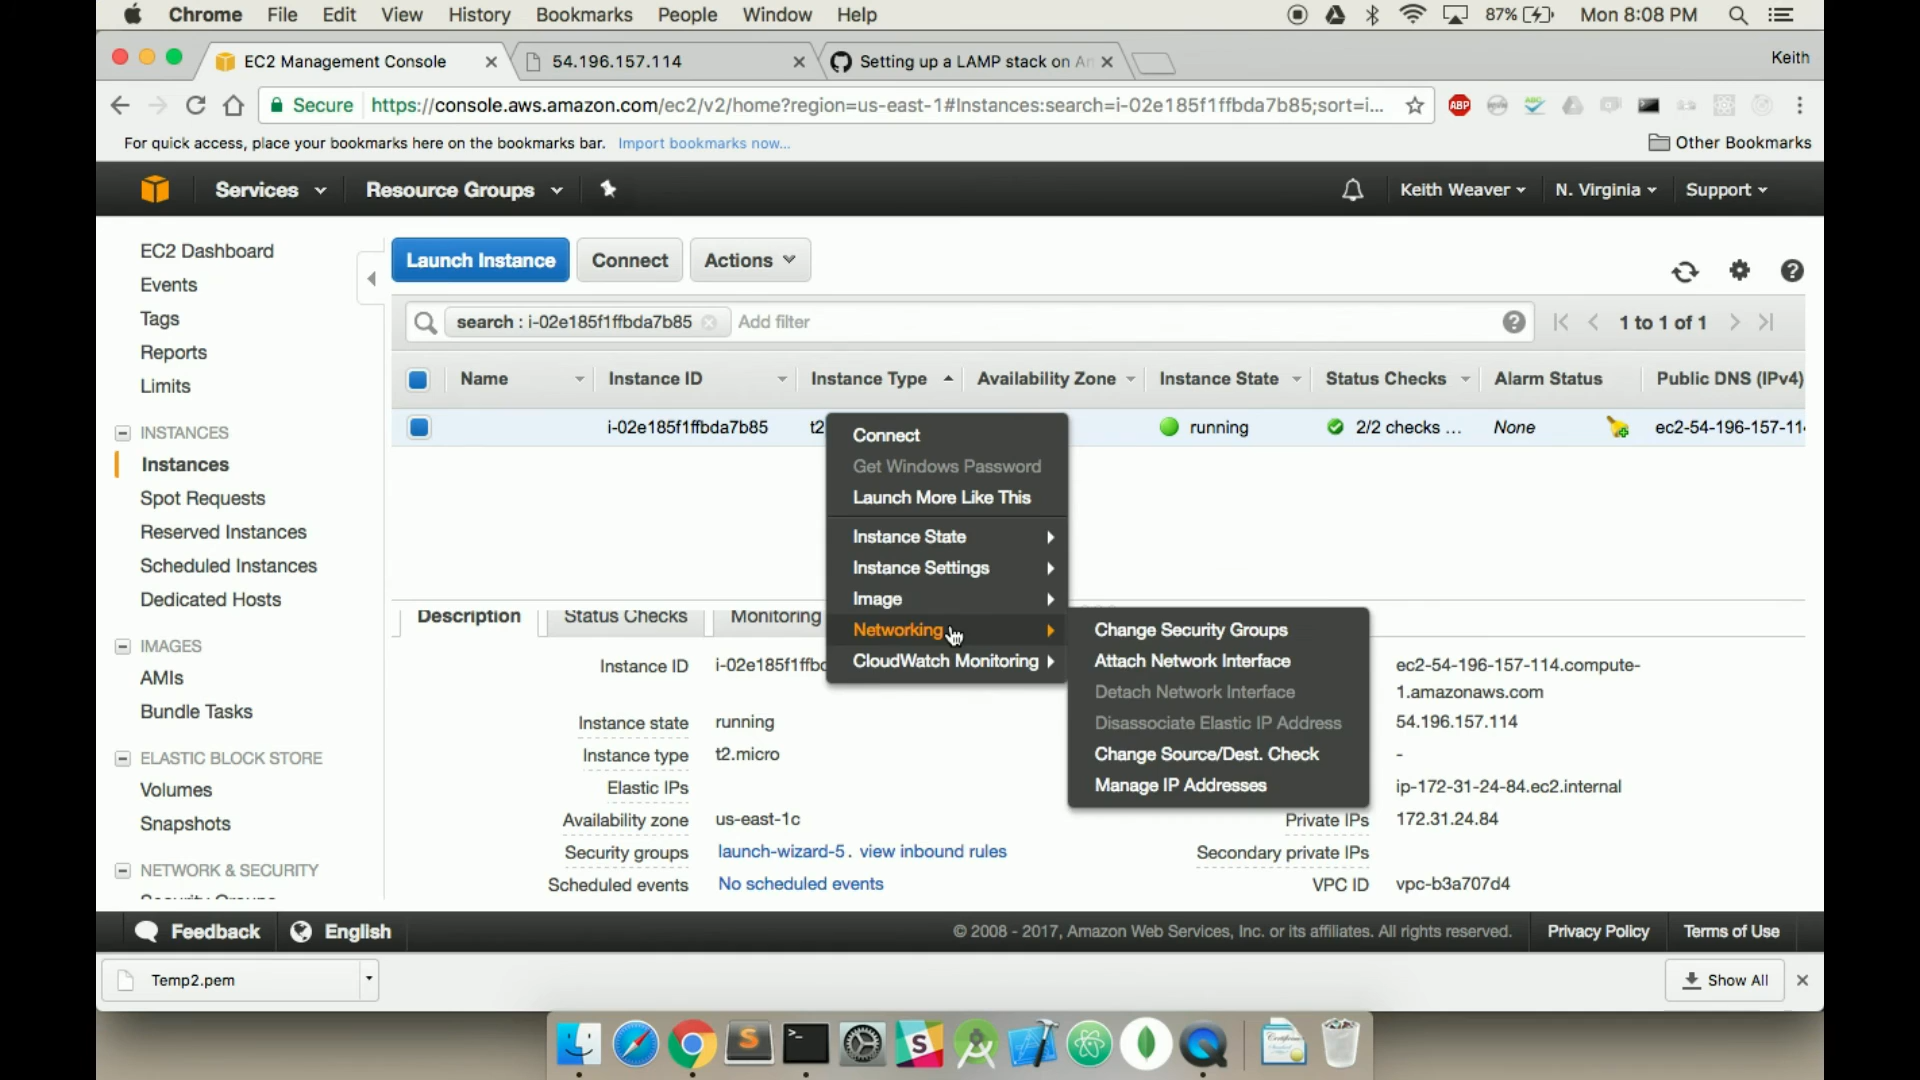 Chrome File Edit View History Bookmarks People Window Help 87% Mon 8:08 PM
EC2 Management Console 54.196.157.114 Setting up a LAMP stack on Am Keith
Secure https://console.aws.amazon.com/ec2/v2/home?region=us-east-1#Instances:search=i-02e185f1ffbda7b85;sort=i... ABP
For quick access, place your bookmarks here on the bookmarks bar. Import bookmarks now... Other Bookmarks
Services Resource Groups Keith Weaver N. Virginia Support
EC2 Dashboard
Events
Tags
Reports
Limits
INSTANCES
Instances
Spot Requests
Reserved Instances
Scheduled Instances
Dedicated Hosts
IMAGES
AMIs
Bundle Tasks
ELASTIC BLOCK STORE
Volumes
Snapshots
NETWORK & SECURITY
Launch Instance Connect Actions
search : i-02e185f1ffbda7b85 Add filter 1 to 1 of 1
Name Instance ID Instance Type Availability Zone Instance State Status Checks Alarm Status Public DNS (IPv4)
i-02e185f1ffbda7b85 t2 running 2/2 checks ... None ec2-54-196-157-11
Connect
Get Windows Password
Launch More Like This
Instance State
Instance Settings
Image
Networking
CloudWatch Monitoring
Change Security Groups
Attach Network Interface
Detach Network Interface
Disassociate Elastic IP Address
Change Source/Dest. Check
Manage IP Addresses
Description Status Checks Monitoring
Instance ID i-02e185f1ffbd
Instance state running
Instance type t2.micro
Elastic IPs
Availability zone us-east-1c
Security groups launch-wizard-5. view inbound rules
Scheduled events No scheduled events
ec2-54-196-157-114.compute-
1.amazonaws.com
54.196.157.114
-
ip-172-31-24-84.ec2.internal
Private IPs 172.31.24.84
Secondary private IPs
VPC ID vpc-b3a707d4
Feedback English © 2008 - 2017, Amazon Web Services, Inc. or its affiliates. All rights reserved. Privacy Policy Terms of Use
Temp2.pem Show All